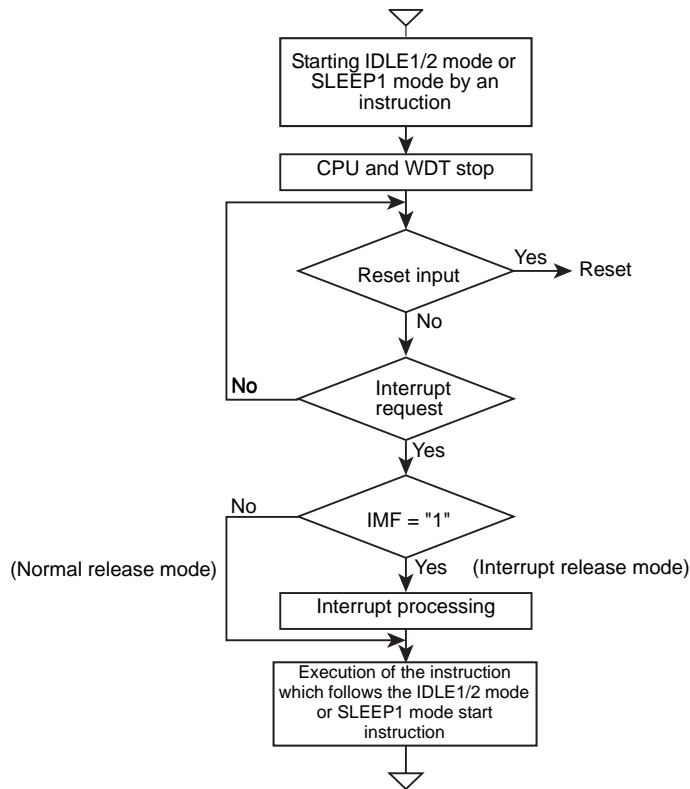 Starting IDLE1/2 mode or
SLEEP1 mode by an
instruction
CPU and WDT stop
Reset input
Yes
Reset
No
Interrupt
request
No
Yes
IMF = "1"
No
(Normal release mode)
Yes
(Interrupt release mode)
Interrupt processing
Execution of the instruction
which follows the IDLE1/2 mode
or SLEEP1 mode start
instruction